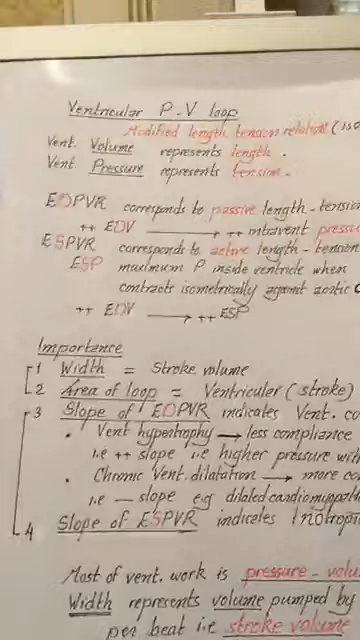 Ventricular P-V loop
Modified length tension relation (iso
Vent. Volume represents length.
Vent. Pressure represents tension.
EDPVR corresponds to passive length-tension
++ EDV → ++ intravent pressu
ESPVR corresponds to active length-tension
ESP maximum P inside ventricle when
contracts isometrically against aortic
++ EDV → ++ ESP
Importance
1 Width = Stroke volume
2 Area of loop = Ventricular (stroke)
3 Slope of EDPVR indicates Vent. co
• Vent hypertrophy → less compliance
i.e ++ slope i.e higher pressure with
• Chronic Vent. dilatation → more co
i.e — slope e.g dilated cardiomyopath
4 Slope of ESPVR indicates Inotrop
Most of vent. work is pressure-volu
Width represents volume pumped by
per beat i.e stroke volume